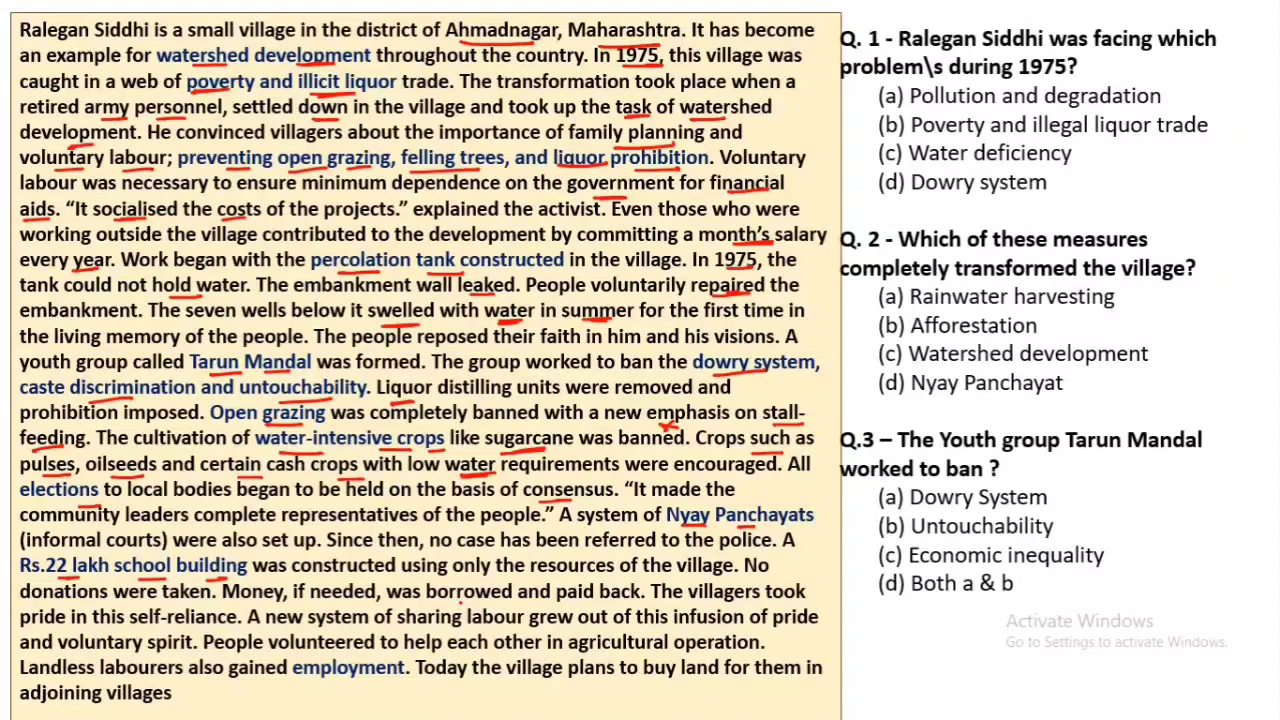 Ralegan Siddhi is a small village in the district of Ahmadnagar, Maharashtra. It has become
an example for watershed development throughout the country. In 1975, this village was
caught in a web of poverty and illicit liquor trade. The transformation took place when a
retired army personnel, settled down in the village and took up the task of watershed
development. He convinced villagers about the importance of family planning and
voluntary labour; preventing open grazing, felling trees, and liquor prohibition. Voluntary
labour was necessary to ensure minimum dependence on the government for financial
aids. “It socialised the costs of the projects.” explained the activist. Even those who were
working outside the village contributed to the development by committing a month’s salary
every year. Work began with the percolation tank constructed in the village. In 1975, the
tank could not hold water. The embankment wall leaked. People voluntarily repaired the
embankment. The seven wells below it swelled with water in summer for the first time in
the living memory of the people. The people reposed their faith in him and his visions. A
youth group called Tarun Mandal was formed. The group worked to ban the dowry system,
caste discrimination and untouchability. Liquor distilling units were removed and
prohibition imposed. Open grazing was completely banned with a new emphasis on stall-
feeding. The cultivation of water-intensive crops like sugarcane was banned. Crops such as
pulses, oilseeds and certain cash crops with low water requirements were encouraged. All
elections to local bodies began to be held on the basis of consensus. “It made the
community leaders complete representatives of the people.” A system of Nyay Panchayats
(informal courts) were also set up. Since then, no case has been referred to the police. A
Rs.22 lakh school building was constructed using only the resources of the village. No
donations were taken. Money, if needed, was borrowed and paid back. The villagers took
pride in this self-reliance. A new system of sharing labour grew out of this infusion of pride
and voluntary spirit. People volunteered to help each other in agricultural operation.
Landless labourers also gained employment. Today the village plans to buy land for them in
adjoining villages
Q. 1 - Ralegan Siddhi was facing which
problem\s during 1975?
(a) Pollution and degradation
(b) Poverty and illegal liquor trade
(c) Water deficiency
(d) Dowry system
Q. 2 - Which of these measures
completely transformed the village?
(a) Rainwater harvesting
(b) Afforestation
(c) Watershed development
(d) Nyay Panchayat
Q.3 – The Youth group Tarun Mandal
worked to ban ?
(a) Dowry System
(b) Untouchability
(c) Economic inequality
(d) Both a & b
Activate Windows
Go to Settings to activate Windows.